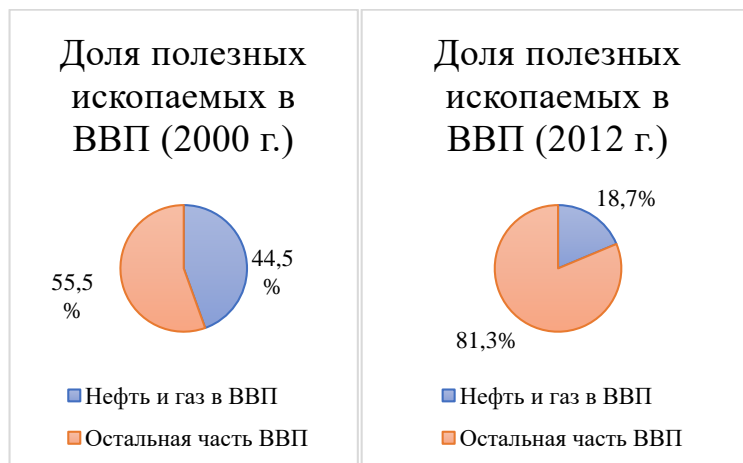 Доля полезных
ископаемых в
ВВП (2000 г.)
55,5
%
44,5
%
Нефть и газ в ВВП
Остальная часть ВВП
Доля полезных
ископаемых в
ВВП (2012 г.)
18,7%
81,3%
Нефть и газ в ВВП
Остальная часть ВВП